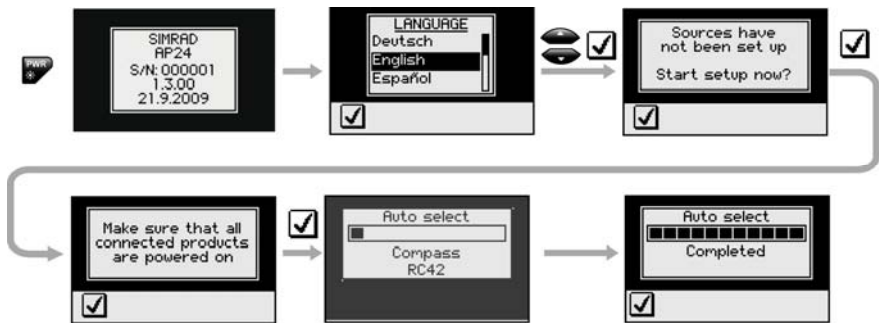 PWR
SIMRAD
AP24
S/N: 000001
1.3.00
21.9.2009
LANGUAGE
Deutsch
English
Español
Sources have
not been set up
Start setup now?
Make sure that all
connected products
are powered on
Auto select
Compass
RC42
Auto select
Completed